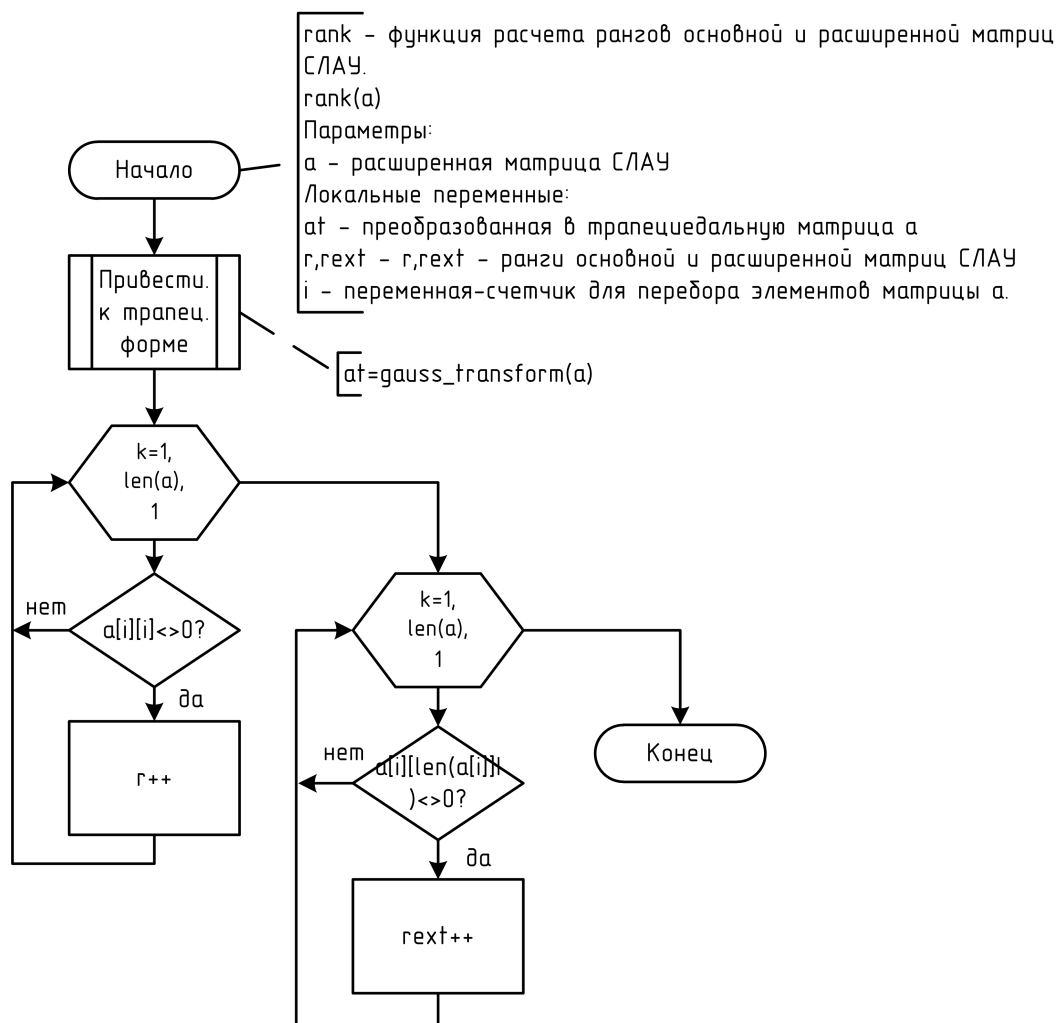 rank – функция расчета рангов основной и расширенной матриц
СЛАУ.
rank(a)
Параметры:
a – расширенная матрица СЛАУ
Локальные переменные:
at – преобразованная в трапециедальную матрица a
r,rext – r,rext – ранги основной и расширенной матриц СЛАУ
i – переменная-счетчик для перебора элементов матрицы a.
Начало
Привести.
к трапец.
форме
at=gauss_transform(a)
k=1,
len(a),
1
нет
a[i][i]<>0?
да
r++
k=1,
len(a),
1
нет
a[i][len(a[i]]l
)<>0?
да
rext++
Конец